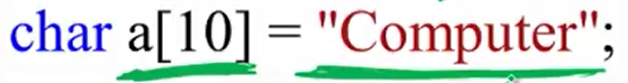 char a[10] = "Computer";